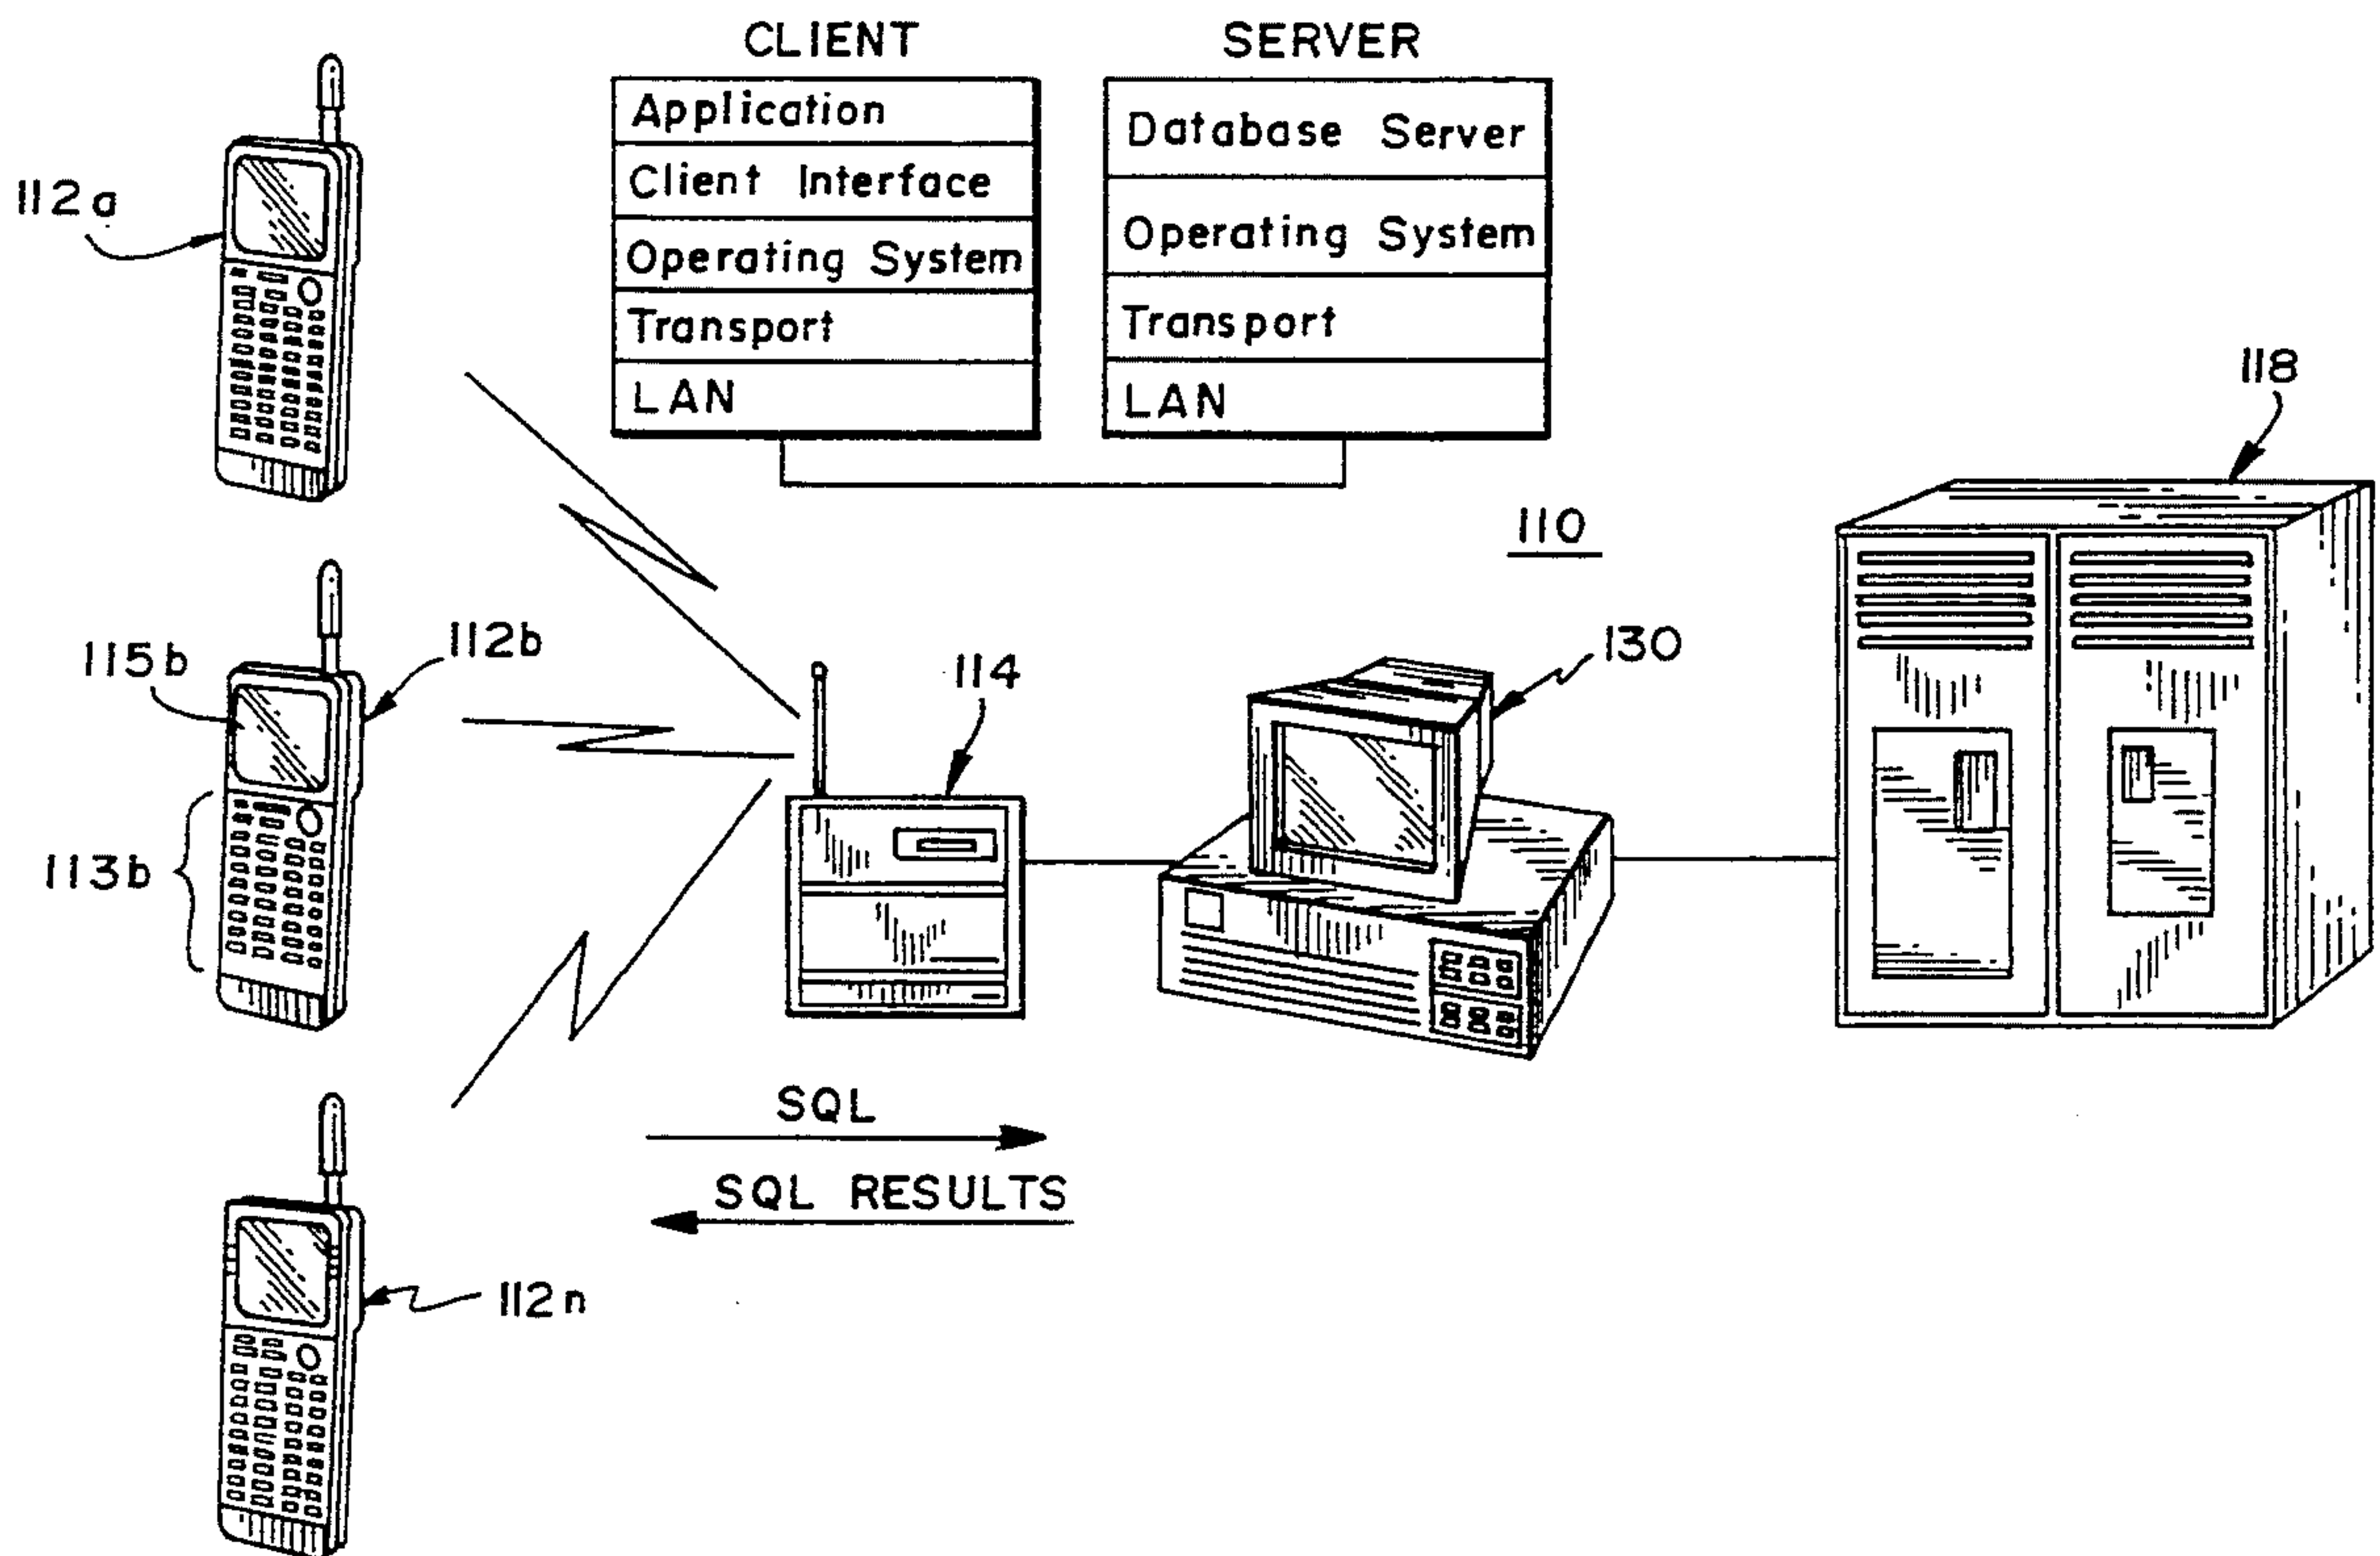 CLIENT
Application
Client Interface
Operating System
Transport
LAN
SERVER
Database Server
Operating System
Transport
LAN
112a
118
110
115b
112b
114
130
113b
SQL
SQL RESULTS
112n